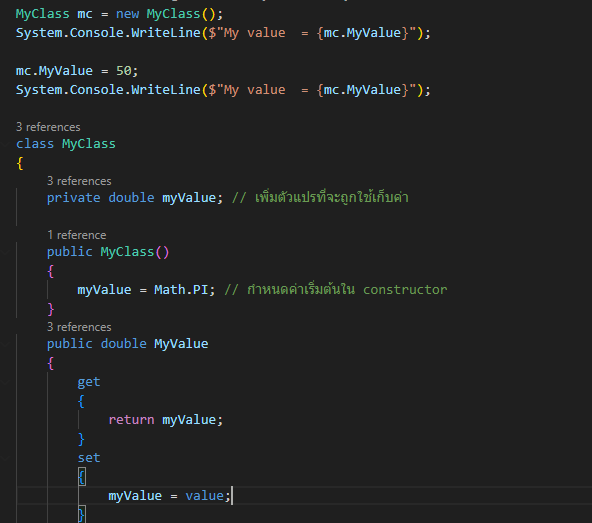 MyClass mc = new MyClass();
System.Console.WriteLine($"My value  = {mc.MyValue}");
mc.MyValue = 50;
System.Console.WriteLine($"My value  = {mc.MyValue}");
3 references
class MyClass
{
3 references
private double myValue; // เพิ่มตัวแปรที่จะถูกใช้เก็บค่า
1 reference
public MyClass()
{
myValue = Math.PI; // กำหนดค่าเริ่มต้นใน constructor
}
3 references
public double MyValue
{
get
{
return myValue;
}
set
{
myValue = value;
}